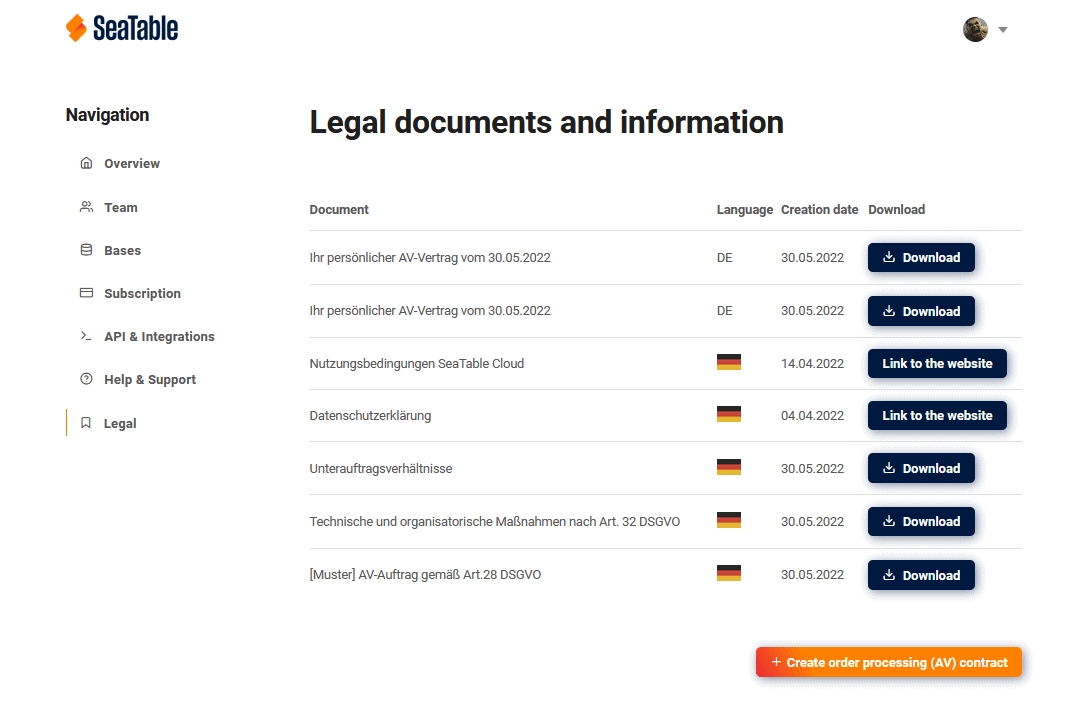 SeaTable
Navigation
Overview
Team
Bases
Subscription
API & Integrations
Help & Support
Legal
Legal documents and information
Document Language Creation date Download
Ihr persönlicher AV-Vertrag vom 30.05.2022 DE 30.05.2022 Download
Ihr persönlicher AV-Vertrag vom 30.05.2022 DE 30.05.2022 Download
Nutzungsbedingungen SeaTable Cloud 14.04.2022 Link to the website
Datenschutzerklärung 04.04.2022 Link to the website
Unterauftragsverhältnisse 30.05.2022 Download
Technische und organisatorische Maßnahmen nach Art. 32 DSGVO 30.05.2022 Download
[Muster] AV-Auftrag gemäß Art.28 DSGVO 30.05.2022 Download
+ Create order processing (AV) contract